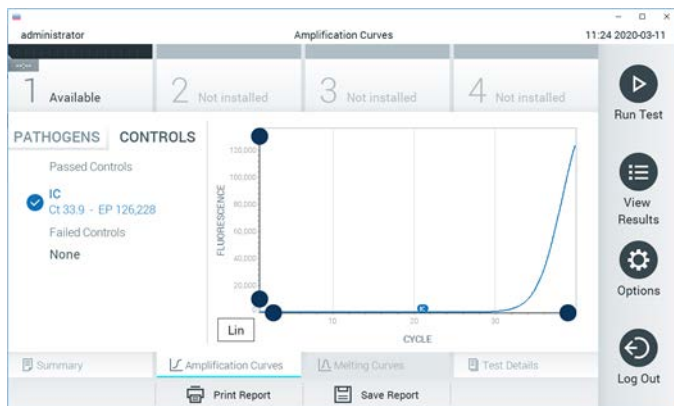 administrator
Amplification Curves
11:24 2020-03-11
1 Available
2 Not installed
3 Not installed
4 Not installed
Run Test
PATHOGENS
CONTROLS
Passed Controls
IC
Ct 33.9 - EP 126,228
Failed Controls
None
FLUORESCENCE
120,000
100,000
80,000
60,000
40,000
20,000
0
IC
10
20
30
CYCLE
Lin
View
Results
Options
Summary
Amplification Curves
Melting Curves
Test Details
Print Report
Save Report
Log Out